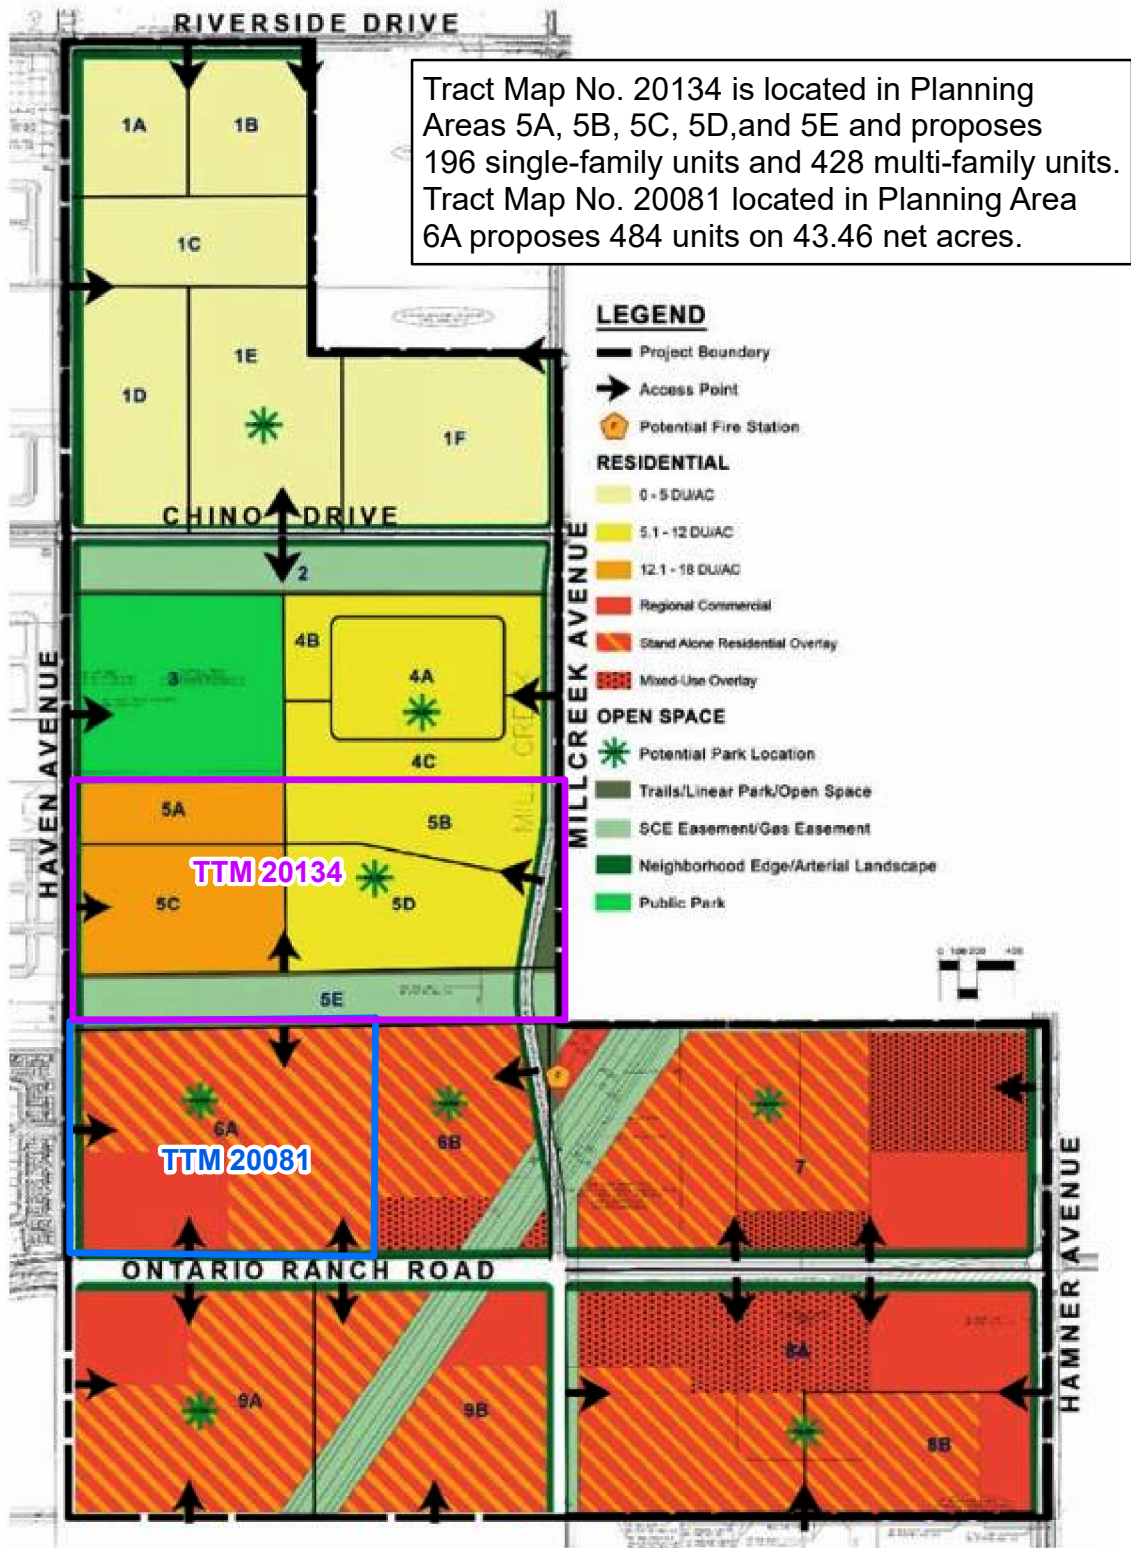 RIVERSIDE DRIVE
Tract Map No. 20134 is located in Planning
Areas 5A, 5B, 5C, 5D,and 5E and proposes
196 single-family units and 428 multi-family units.
Tract Map No. 20081 located in Planning Area
6A proposes 484 units on 43.46 net acres.
1A
1B
1C
1D
1E
1F
LEGEND
Project Boundary
Access Point
F
Potential Fire Station
RESIDENTIAL
0 - 5 DU/AC
5.1 - 12 DU/AC
12.1 - 18 DU/AC
Regional Commercial
Stand Alone Residential Overlay
Mixed-Use Overlay
OPEN SPACE
Potential Park Location
Trails/Linear Park/Open Space
SCE Easement/Gas Easement
Neighborhood Edge/Arterial Landscape
Public Park
CHINO DRIVE
2
3
4B
4A
4C
HAVEN AVENUE
MILLCREEK AVENUE
5A
5B
TTM 20134
5C
5D
5E
6A
TTM 20081
6B
7
HAMNER AVENUE
ONTARIO RANCH ROAD
9A
9B
8A
8B